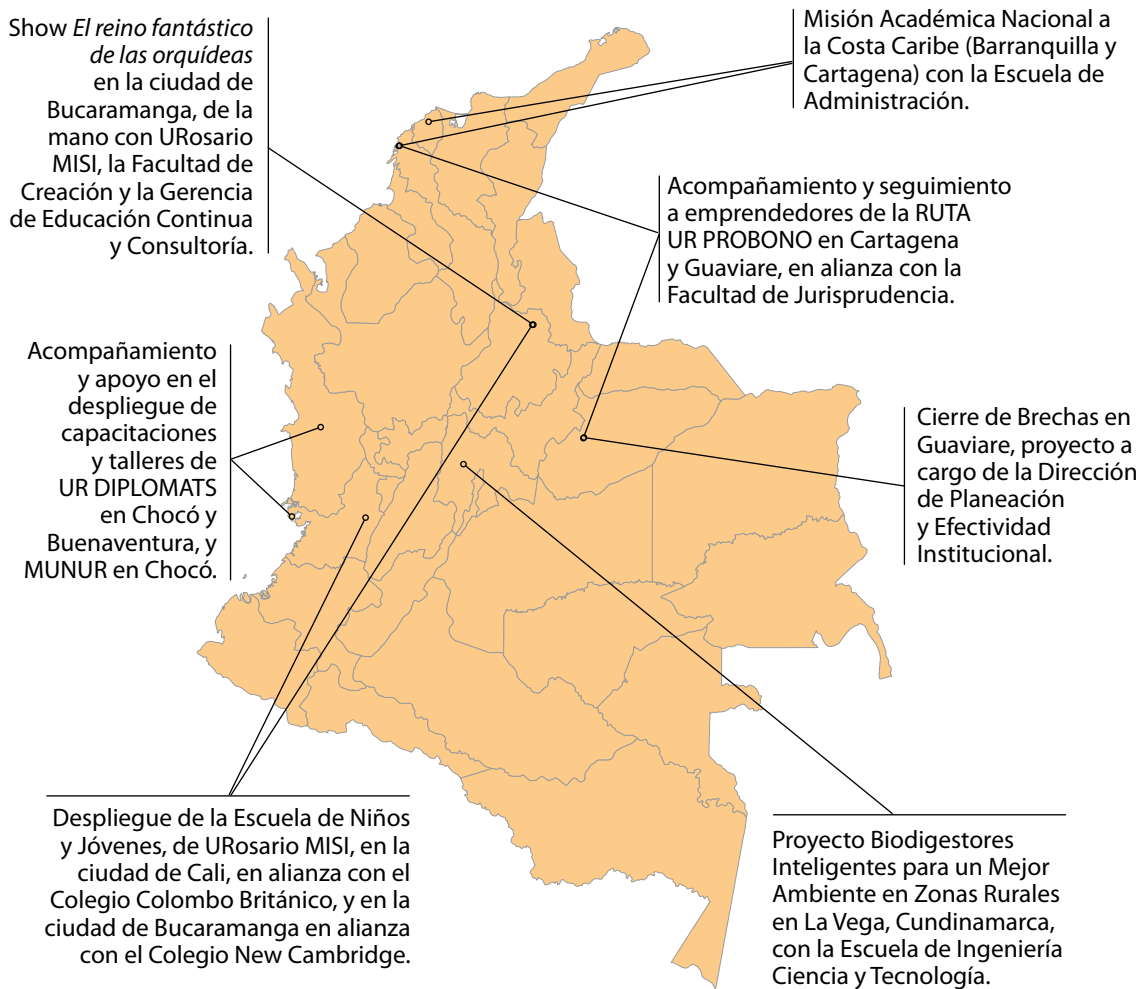 Show El reino fantástico
de las orquídeas
en la ciudad de
Bucaramanga, de la
mano con URosario
MISI, la Facultad de
Creación y la Gerencia
de Educación Continua
y Consultoría.
Misión Académica Nacional a
la Costa Caribe (Barranquilla y
Cartagena) con la Escuela de
Administración.
Acompañamiento y seguimiento
a emprendedores de la RUTA
UR PROBONO en Cartagena
y Guaviare, en alianza con la
Facultad de Jurisprudencia.
Acompañamiento
y apoyo en el
despliegue de
capacitaciones
y talleres de
UR DIPLOMATS
en Chocó y
Buenaventura, y
MUNUR en Chocó.
Cierre de Brechas en
Guaviare, proyecto a
cargo de la Dirección
de Planeación
y Efectividad
Institucional.
Despliegue de la Escuela de Niños
y Jóvenes, de URosario MISI, en la
ciudad de Cali, en alianza con el
Colegio Colombo Británico, y en la
ciudad de Bucaramanga en alianza
con el Colegio New Cambridge.
Proyecto Biodigestores
Inteligentes para un Mejor
Ambiente en Zonas Rurales
en La Vega, Cundinamarca,
con la Escuela de Ingeniería
Ciencia y Tecnología.